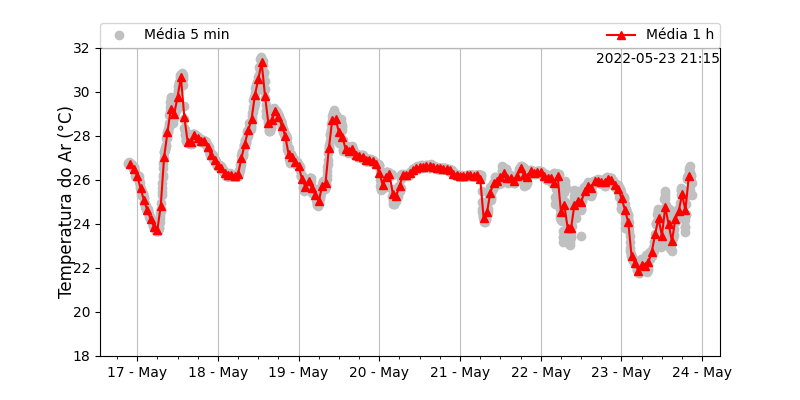 Média 5 min
Média 1 h
2022-05-23 21:15
Temperatura do Ar (°C)
32
30
28
26
24
22
20
18
17 - May
18 - May
19 - May
20 - May
21 - May
22 - May
23 - May
24 - May